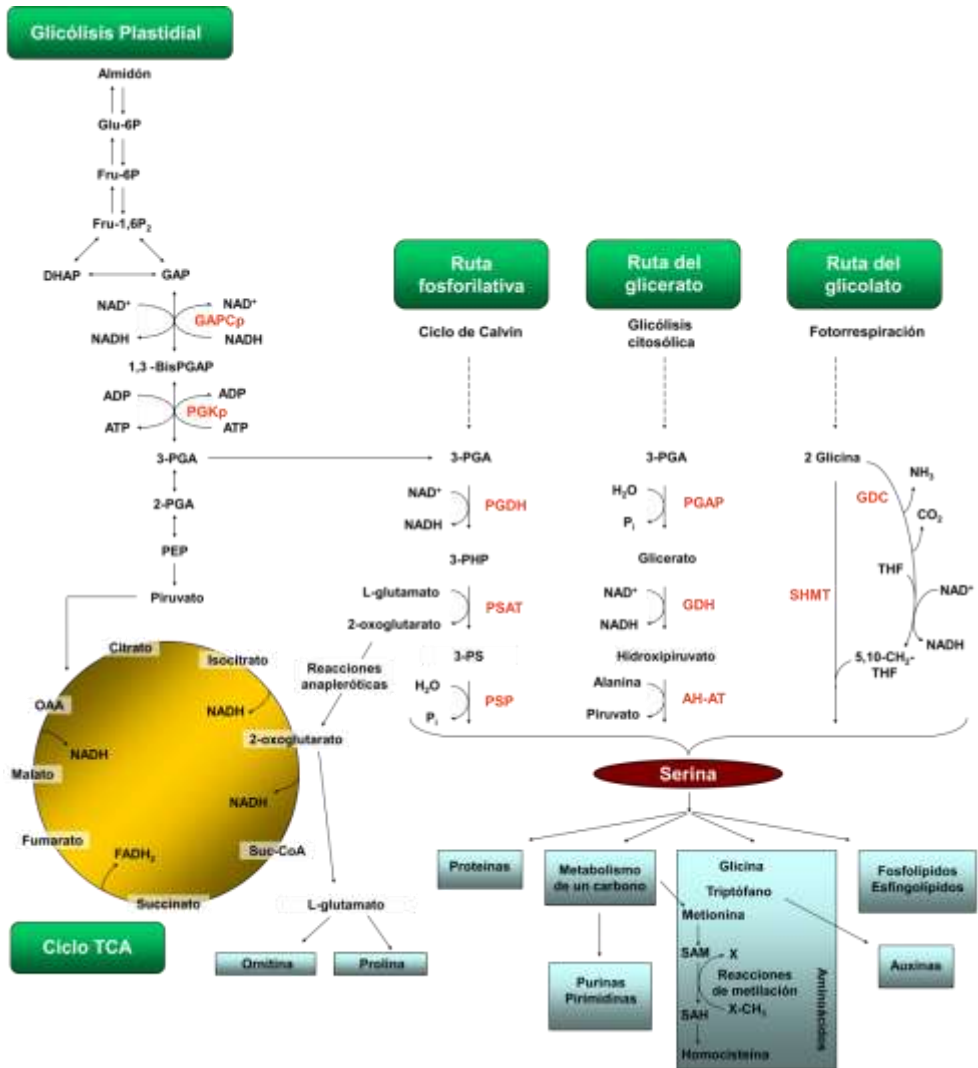 Glicólisis Plastidial
Almidón
Glu-6P
Fru-6P
Fru-1,6P₂
DHAP
GAP
NAD⁺
NAD⁺
GAPCp
NADH
NADH
1,3 -BisPGAP
ADP
ADP
PGKp
ATP
ATP
3-PGA
2-PGA
PEP
Piruvato
Citrato
Isocitrato
OAA
NADH
NADH
2-oxoglutarato
Malato
NADH
Fumarato
FADH₂
Suc-CoA
Succinato
Ciclo TCA
Reacciones
anapleróticas
L-glutamato
Ornitina
Prolina
Ruta
fosforilativa
Ciclo de Calvin
3-PGA
NAD⁺
PGDH
NADH
3-PHP
L-glutamato
PSAT
2-oxoglutarato
3-PS
H₂O
PSP
Pᵢ
Ruta del
glicerato
Glicólisis
citosólica
3-PGA
H₂O
PGAP
Pᵢ
Glicerato
NAD⁺
GDH
NADH
Hidroxipiruvato
Alanina
AH-AT
Piruvato
Ruta del
glicolato
Fotorrespiración
2 Glicina
NH₃
GDC
CO₂
THF
SHMT
NAD⁺
NADH
5,10-CH₂-
THF
Serina
Proteínas
Metabolismo
de un carbono
Purinas
Pirimidinas
Glicina
Triptófano
Metionina
SAM
X
Reacciones
de metilación
X-CH₃
SAH
Homocisteína
Aminoácidos
Fosfolípidos
Esfingolípidos
Auxinas